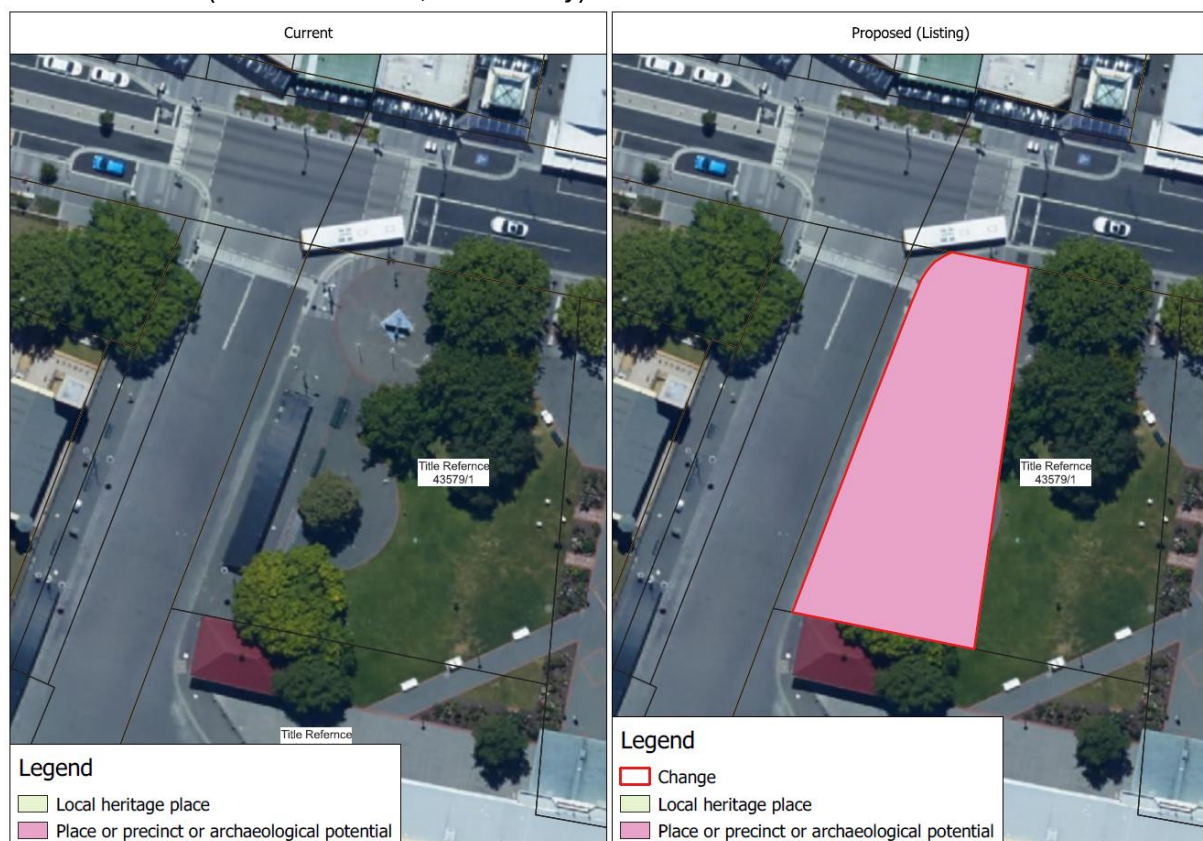 Current
Proposed (Listing)
Title Refernce
43579/1
Title Refernce
43579/1
Title Refernce
Legend
Local heritage place
Place or precinct or archaeological potential
Legend
Change
Local heritage place
Place or precinct or archaeological potential